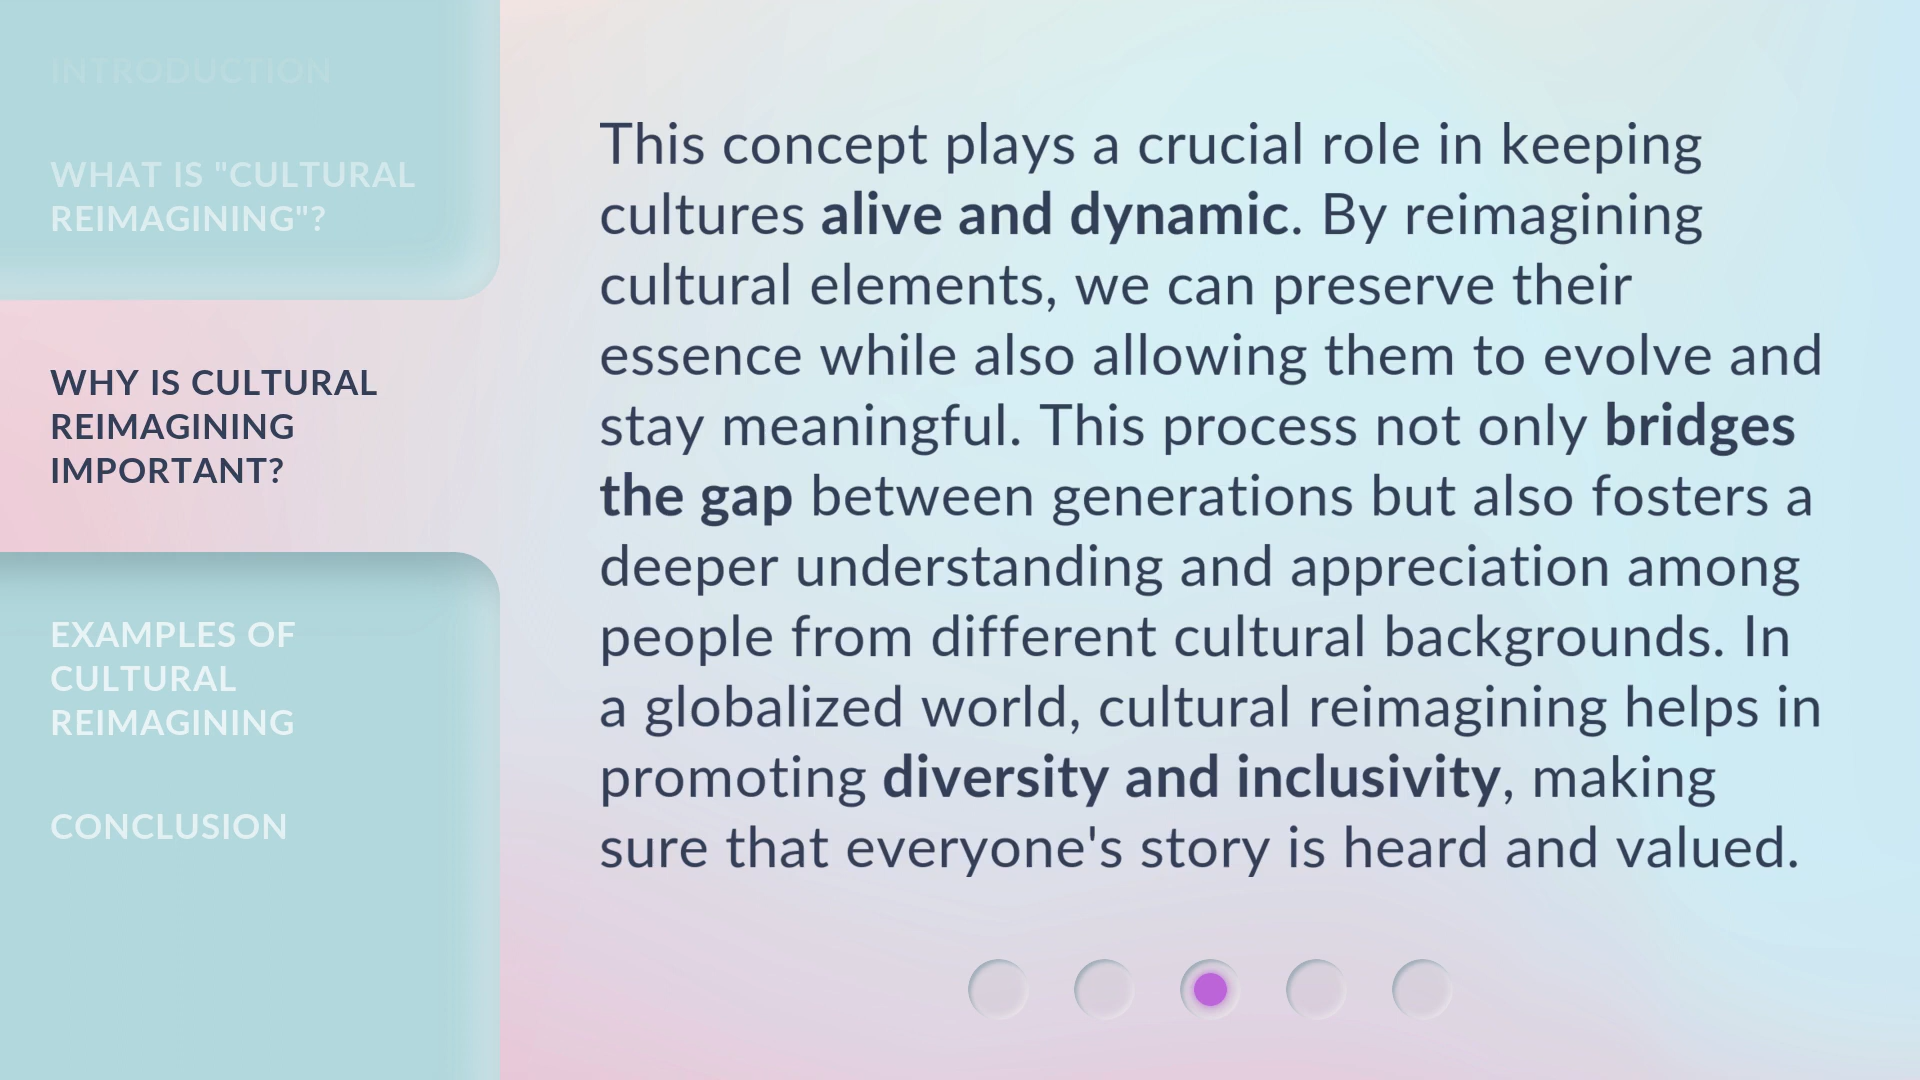 INTRODUCTION
WHAT IS "CULTURAL
REIMAGINING"?
WHY IS CULTURAL
REIMAGINING
IMPORTANT?
EXAMPLES OF
CULTURAL
REIMAGINING
CONCLUSION
This concept plays a crucial role in keeping
cultures alive and dynamic. By reimagining
cultural elements, we can preserve their
essence while also allowing them to evolve and
stay meaningful. This process not only bridges
the gap between generations but also fosters a
deeper understanding and appreciation among
people from different cultural backgrounds. In
a globalized world, cultural reimagining helps in
promoting diversity and inclusivity, making
sure that everyone's story is heard and valued.